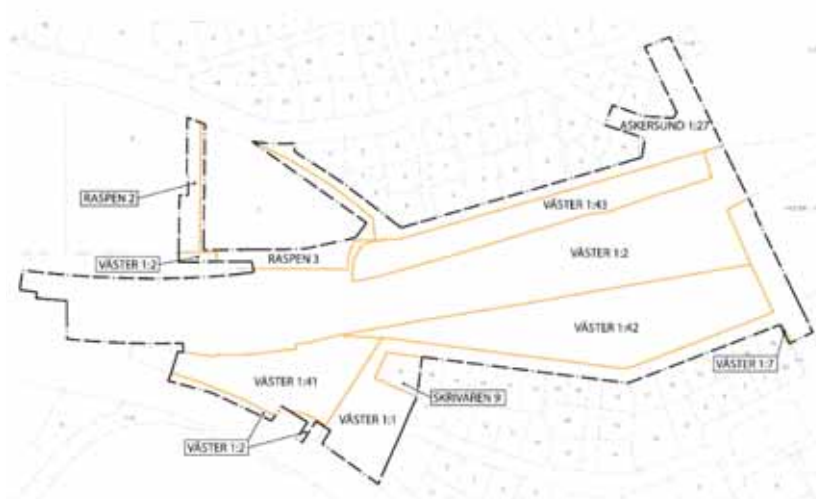 ASKERSUND 1:27
RASPEN 2
VÄSTER 1:43
VÄSTER 1:2
RASPEN 3
VÄSTER 1:2
VÄSTER 1:42
VÄSTER 1:7
VÄSTER 1:41
SKRIVAREN 9
VÄSTER 1:1
VÄSTER 1:2